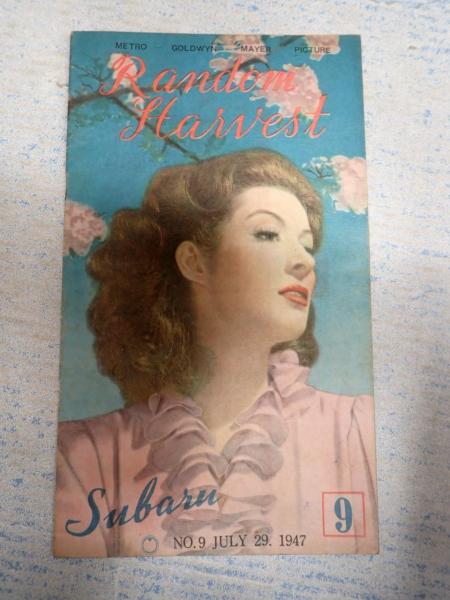 METRO - GOLDWYN - MAYER PICTURE
Random
Harvest
Subaru
9
NO.9 JULY 29. 1947